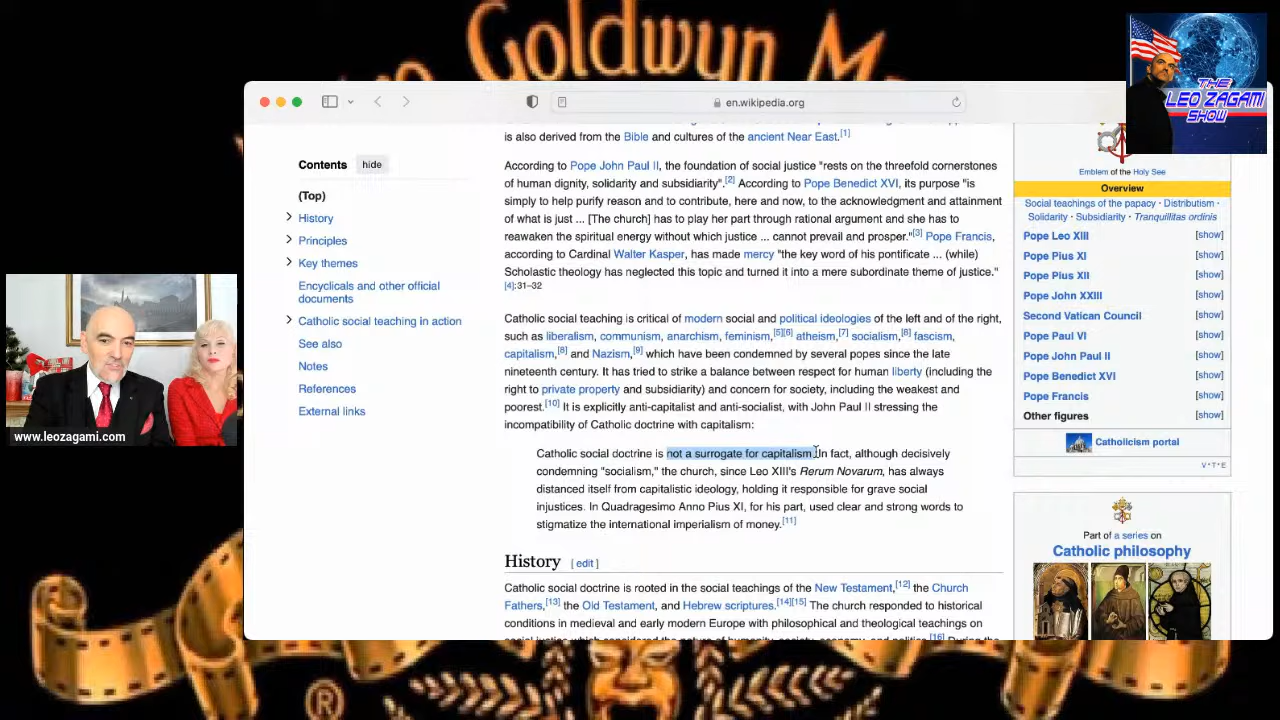 Goldwyn M
THE
LEO ZAGAMI
SHOW
en.wikipedia.org
Contents hide
(Top)
History
Principles
Key themes
Encyclicals and other official
documents
Catholic social teaching in action
See also
Notes
References
External links
is also derived from the Bible and cultures of the ancient Near East.[1]
According to Pope John Paul II, the foundation of social justice "rests on the threefold cornerstones
of human dignity, solidarity and subsidiarity".[2] According to Pope Benedict XVI, its purpose "is
simply to help purify reason and to contribute, here and now, to the acknowledgment and attainment
of what is just ... [The church] has to play her part through rational argument and she has to
reawaken the spiritual energy without which justice ... cannot prevail and prosper."[3] Pope Francis,
according to Cardinal Walter Kasper, has made mercy "the key word of his pontificate ... (while)
Scholastic theology has neglected this topic and turned it into a mere subordinate theme of justice."
[4]:31–32
Catholic social teaching is critical of modern social and political ideologies of the left and of the right,
such as liberalism, communism, anarchism, feminism,[5][6] atheism,[7] socialism,[8] fascism,
capitalism,[8] and Nazism,[9] which have been condemned by several popes since the late
nineteenth century. It has tried to strike a balance between respect for human liberty (including the
right to private property and subsidiarity) and concern for society, including the weakest and
poorest.[10] It is explicitly anti-capitalist and anti-socialist, with John Paul II stressing the
incompatibility of Catholic doctrine with capitalism:
Catholic social doctrine is not a surrogate for capitalism. In fact, although decisively
condemning "socialism," the church, since Leo XIII's Rerum Novarum, has always
distanced itself from capitalistic ideology, holding it responsible for grave social
injustices. In Quadragesimo Anno Pius XI, for his part, used clear and strong words to
stigmatize the international imperialism of money.[11]
History [ edit ]
Catholic social doctrine is rooted in the social teachings of the New Testament,[12] the Church
Fathers,[13] the Old Testament, and Hebrew scriptures.[14][15] The church responded to historical
conditions in medieval and early modern Europe with philosophical and theological teachings on
Emblem of the Holy See
Overview
Social teachings of the papacy · Distributism ·
Solidarity · Subsidiarity · Tranquillitas ordinis
Pope Leo XIII [show]
Pope Pius XI [show]
Pope Pius XII [show]
Pope John XXIII [show]
Second Vatican Council [show]
Pope Paul VI [show]
Pope John Paul II [show]
Pope Benedict XVI [show]
Pope Francis [show]
Other figures [show]
Catholicism portal
V·T·E
Part of a series on
Catholic philosophy
www.leozagami.com
®